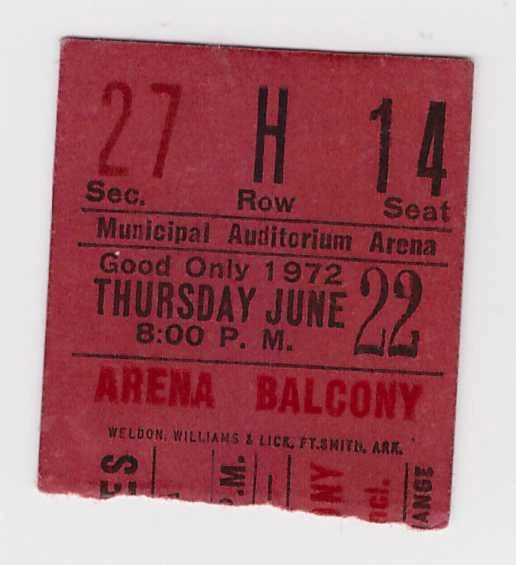 27 H 14
Sec. Row Seat
Municipal Auditorium Arena
Good Only 1972
THURSDAY JUNE 22
8:00 P. M.
ARENA BALCONY
WELDON, WILLIAMS & LICK, FT. SMITH, ARK.
P.M.